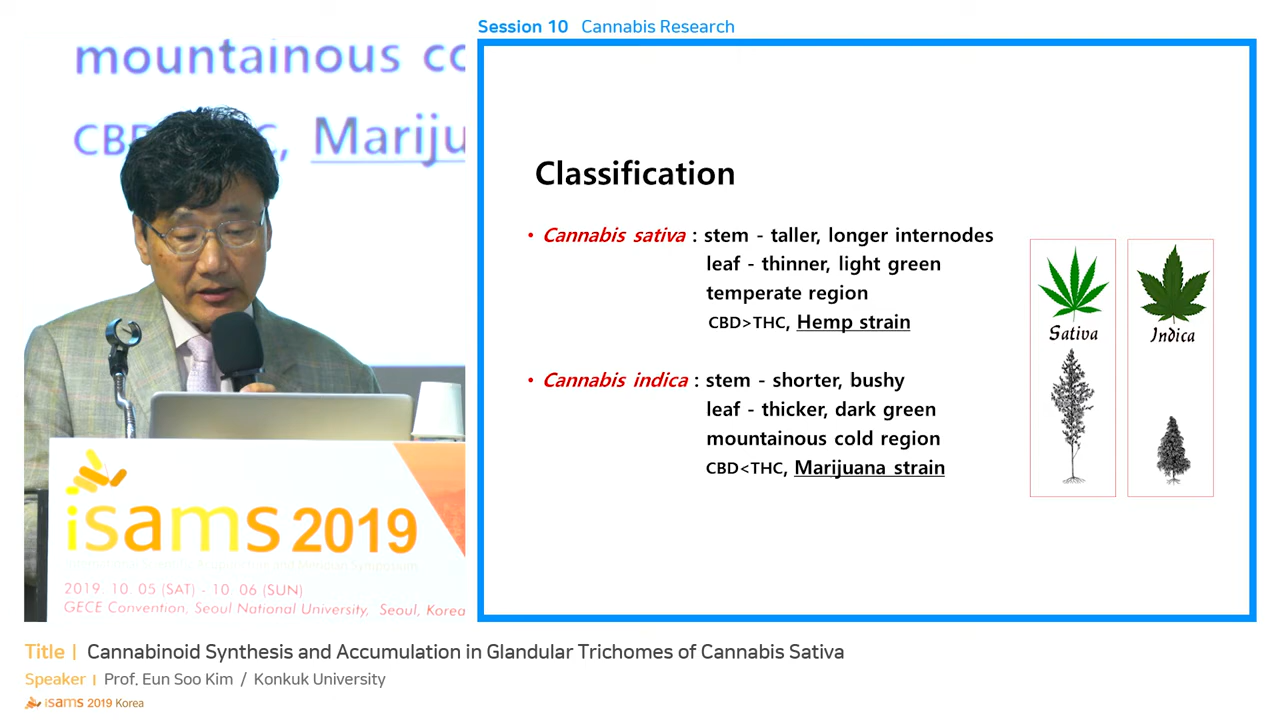 Session 10 Cannabis Research
mountainous
CBD
, Mariju
Classification
• Cannabis sativa : stem - taller, longer internodes
leaf - thinner, light green
temperate region
CBD>THC, Hemp strain
• Cannabis indica : stem - shorter, bushy
leaf - thicker, dark green
mountainous cold region
CBD<THC, Marijuana strain
Sativa
Indica
isams 2019
2019. 10. 05 (SAT) - 10 06 (SUN)
GECE Convention, Seoul National University, Seoul, Korea
Title | Cannabinoid Synthesis and Accumulation in Glandular Trichomes of Cannabis Sativa
Speaker | Prof. Eun Soo Kim / Konkuk University
isams 2019 Korea